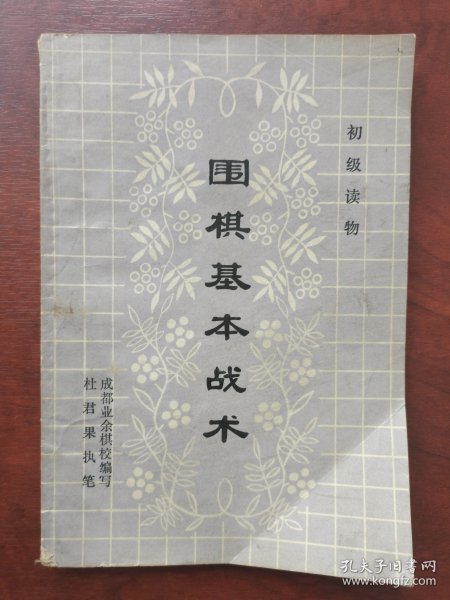 初级读物
围棋基本战术
成都业余棋校编写
杜君果执笔
孔夫子旧书网
www.kongfz.com